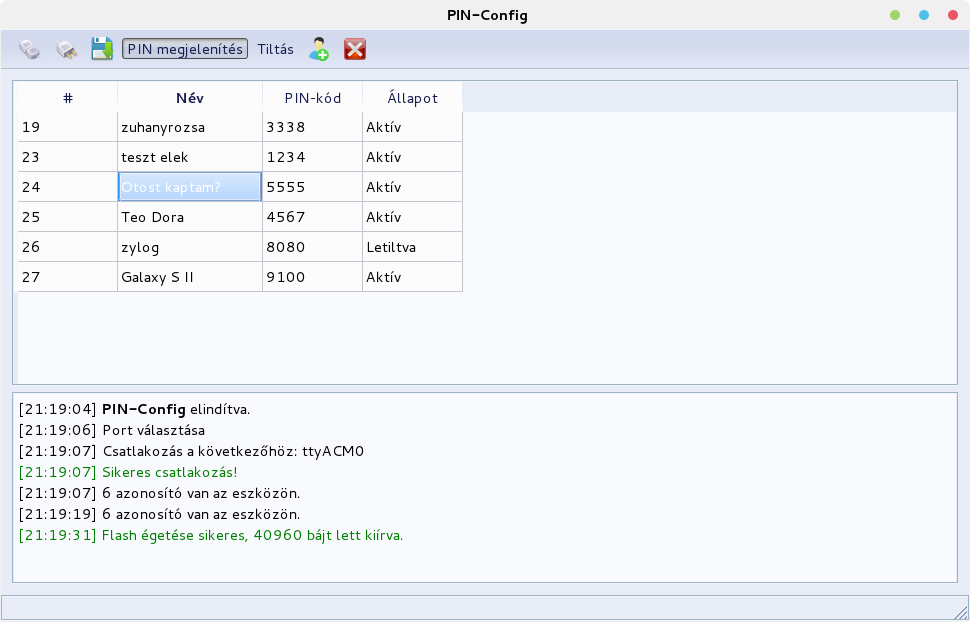 PIN-Config
PIN megjelenítés Tiltás
# Név PIN-kód Állapot
19 zuhanyrozsa 3338 Aktív
23 teszt elek 1234 Aktív
24 Otost kaptam? 5555 Aktív
25 Teo Dora 4567 Aktív
26 zylog 8080 Letiltva
27 Galaxy S II 9100 Aktív
[21:19:04] PIN-Config elindítva.
[21:19:06] Port választása
[21:19:07] Csatlakozás a következőhöz: ttyACM0
[21:19:07] Sikeres csatlakozás!
[21:19:07] 6 azonosító van az eszközön.
[21:19:19] 6 azonosító van az eszközön.
[21:19:31] Flash égetése sikeres, 40960 bájt lett kiírva.